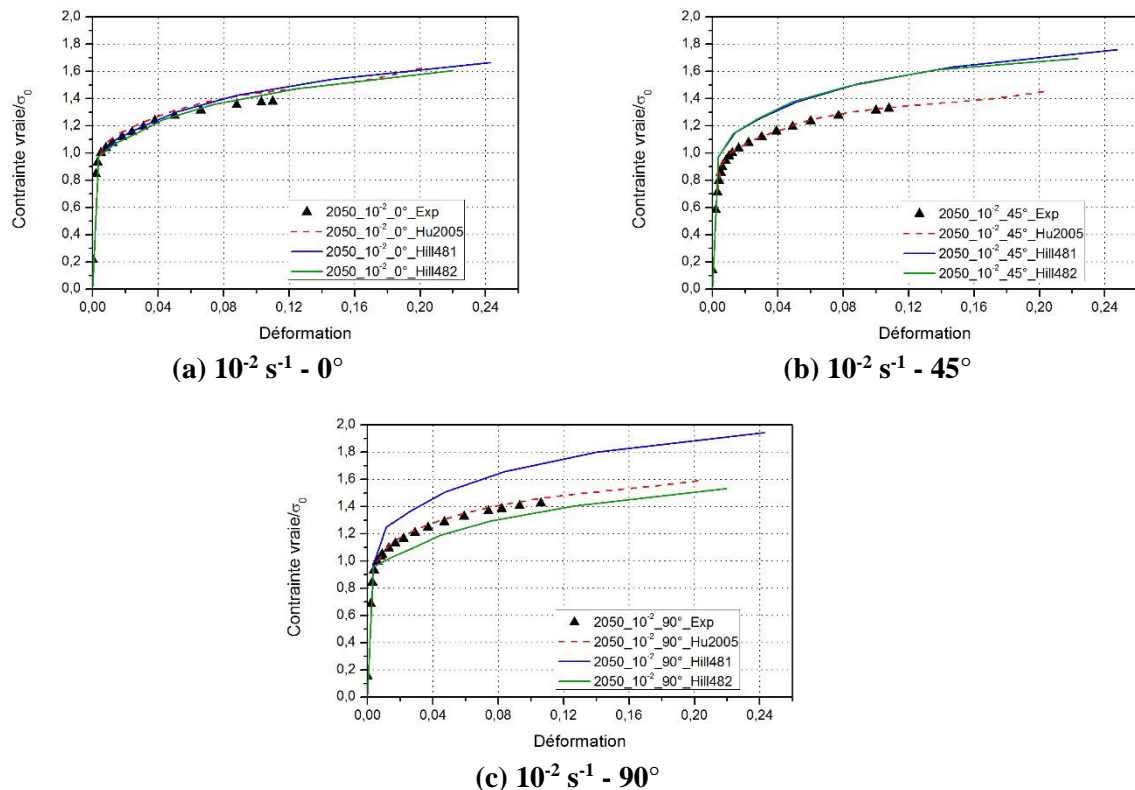 2,0
1,8
1,6
1,4
1,2
1,0
0,8
0,6
0,4
0,2
0,0
Contrainte vraie/σ₀
0,00 0,04 0,08 0,12 0,16 0,20 0,24
Déformation
2050_10⁻²_0°_Exp
2050_10⁻²_0°_Hu2005
2050_10⁻²_0°_Hill481
2050_10⁻²_0°_Hill482
(a) 10⁻² s⁻¹ - 0°
2,0
1,8
1,6
1,4
1,2
1,0
0,8
0,6
0,4
0,2
0,0
Contrainte vraie/σ₀
0,00 0,04 0,08 0,12 0,16 0,20 0,24
Déformation
2050_10⁻²_45°_Exp
2050_10⁻²_45°_Hu2005
2050_10⁻²_45°_Hill481
2050_10⁻²_45°_Hill482
(b) 10⁻² s⁻¹ - 45°
2,0
1,8
1,6
1,4
1,2
1,0
0,8
0,6
0,4
0,2
0,0
Contrainte vraie/σ₀
0,00 0,04 0,08 0,12 0,16 0,20 0,24
Déformation
2050_10⁻²_90°_Exp
2050_10⁻²_90°_Hu2005
2050_10⁻²_90°_Hill481
2050_10⁻²_90°_Hill482
(c) 10⁻² s⁻¹ - 90°